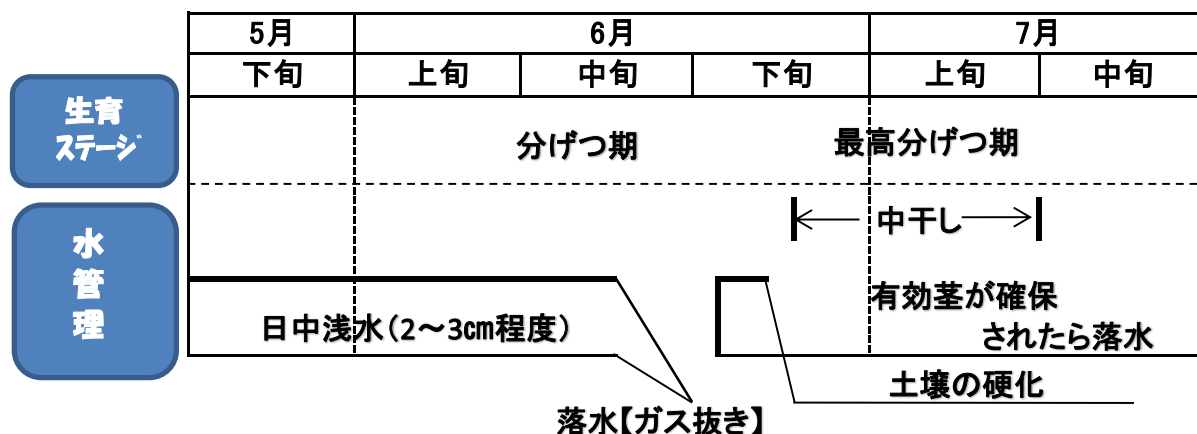 5月 6月 7月
下旬 上旬 中旬 下旬 上旬 中旬
生育
ステージ
分げつ期 最高分げつ期
水
管
理
中干し
日中浅水(2～3㎝程度)
有効茎が確保
されたら落水
土壌の硬化
落水【ガス抜き】